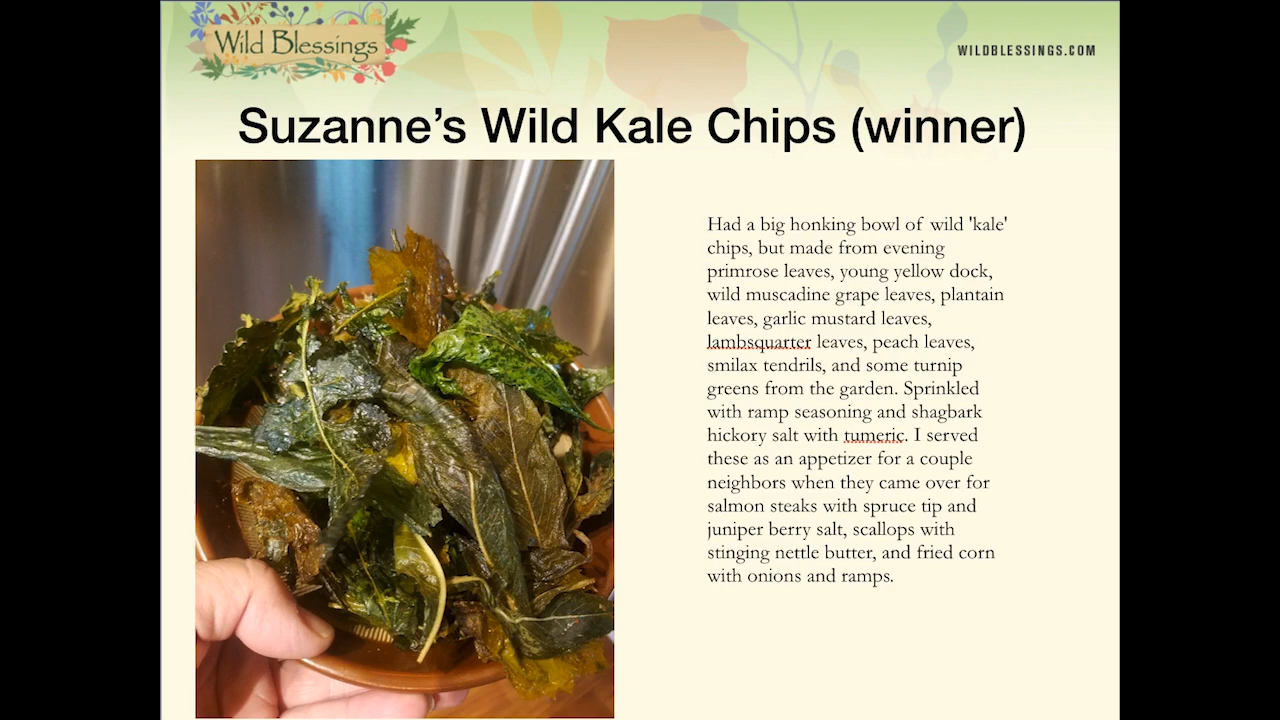 Wild Blessings
WILDBLESSINGS.COM
Suzanne’s Wild Kale Chips (winner)
Had a big honking bowl of wild 'kale'
chips, but made from evening
primrose leaves, young yellow dock,
wild muscadine grape leaves, plantain
leaves, garlic mustard leaves,
lambsquarter leaves, peach leaves,
smilax tendrils, and some turnip
greens from the garden. Sprinkled
with ramp seasoning and shagbark
hickory salt with tumeric. I served
these as an appetizer for a couple
neighbors when they came over for
salmon steaks with spruce tip and
juniper berry salt, scallops with
stinging nettle butter, and fried corn
with onions and ramps.